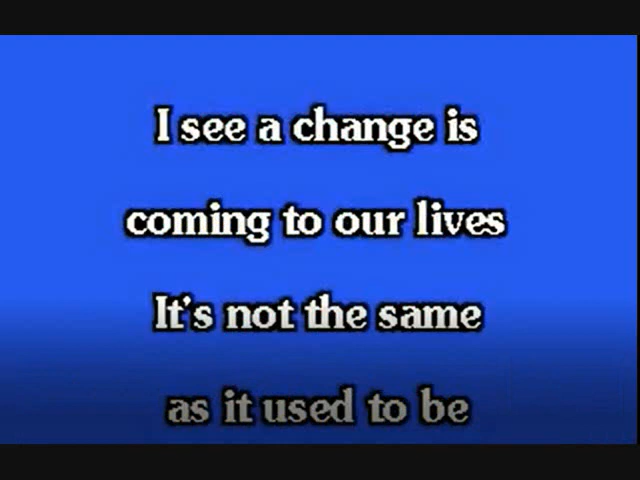 I see a change is
coming to our lives
It's not the same
as it used to be